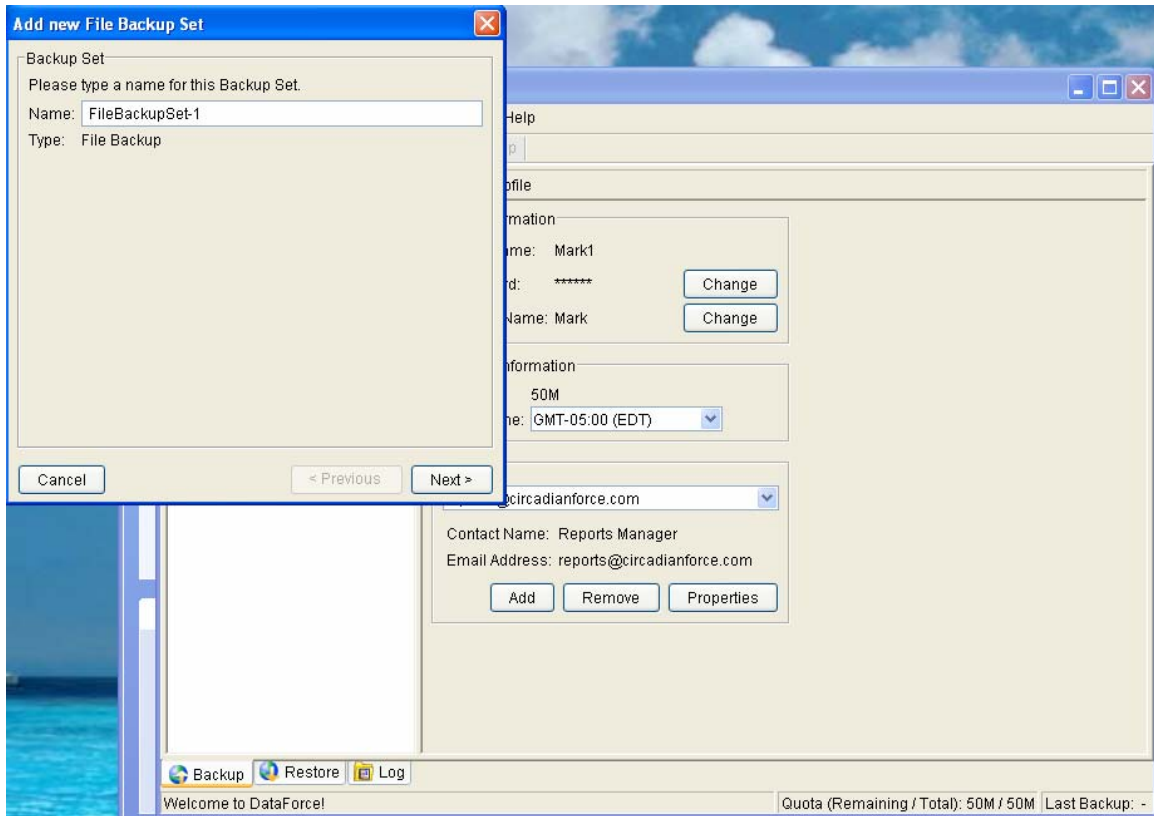 Add new File Backup Set
Backup Set
Please type a name for this Backup Set.
Name: FileBackupSet-1
Type: File Backup
Cancel
< Previous
Next >
Help
ofile
rmation
ame: Mark1
rd: ******
Change
Name: Mark
Change
nformation
50M
ne: GMT-05:00 (EDT)
@circadianforce.com
Contact Name: Reports Manager
Email Address: reports@circadianforce.com
Add
Remove
Properties
Backup
Restore
Log
Welcome to DataForce!
Quota (Remaining / Total): 50M / 50M
Last Backup: -